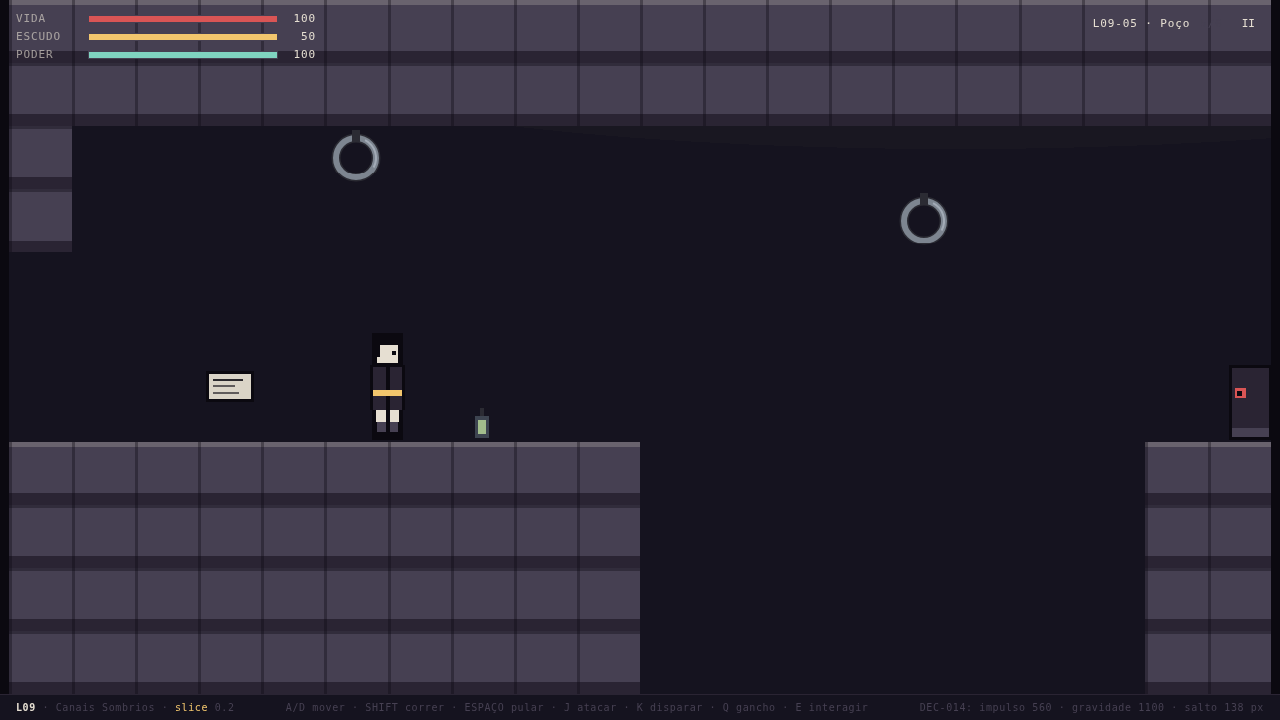 VIDA 100
ESCUDO 50
PODER 100
L09-05 · Poço II
L09 · Canais Sombrios · slice 0.2 A/D mover · SHIFT correr · ESPAÇO pular · J atacar · K disparar · Q gancho · E interagir DEC-014: impulso 560 · gravidade 1100 · salto 138 px